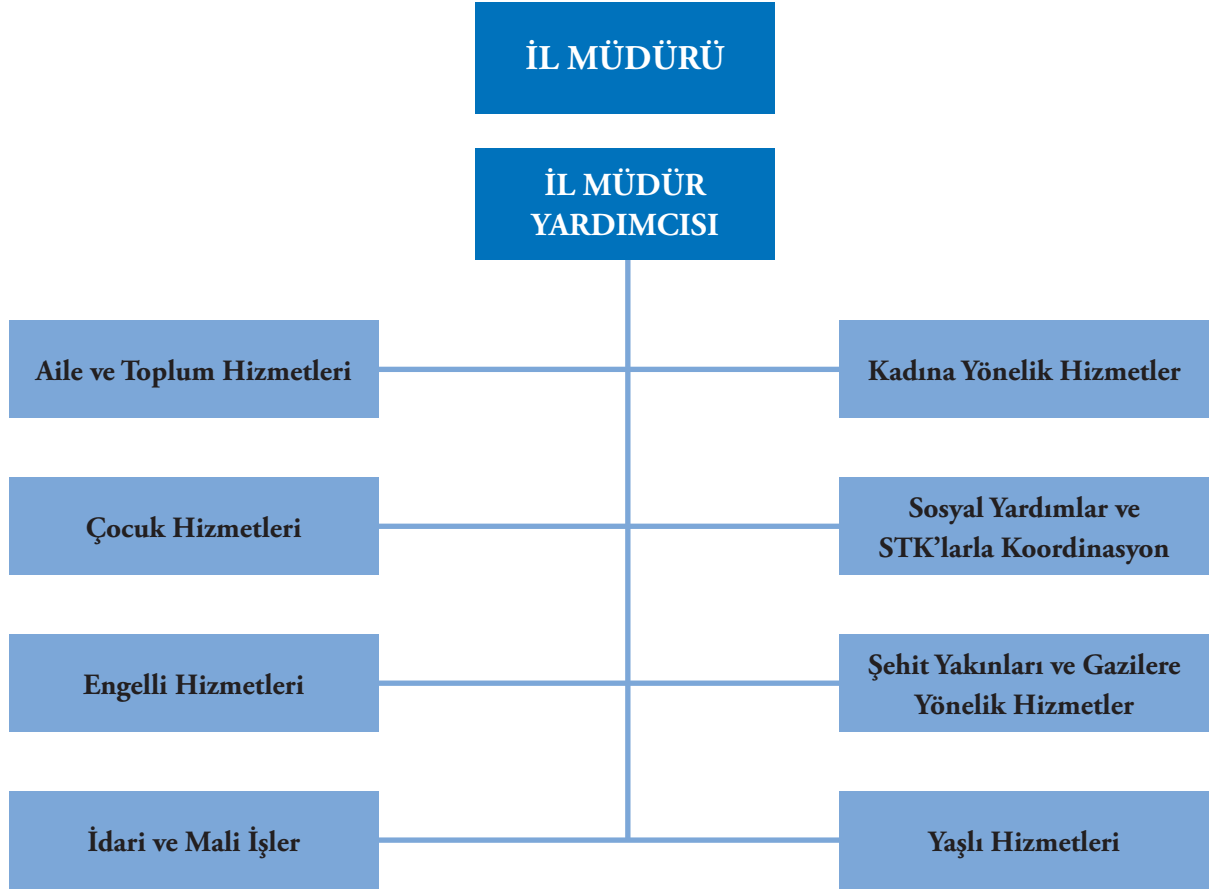 İL MÜDÜRÜ
İL MÜDÜR
YARDIMCISI
Aile ve Toplum Hizmetleri
Kadına Yönelik Hizmetler
Çocuk Hizmetleri
Sosyal Yardımlar ve
STK’larla Koordinasyon
Engelli Hizmetleri
Şehit Yakınları ve Gazilere
Yönelik Hizmetler
İdari ve Mali İşler
Yaşlı Hizmetleri